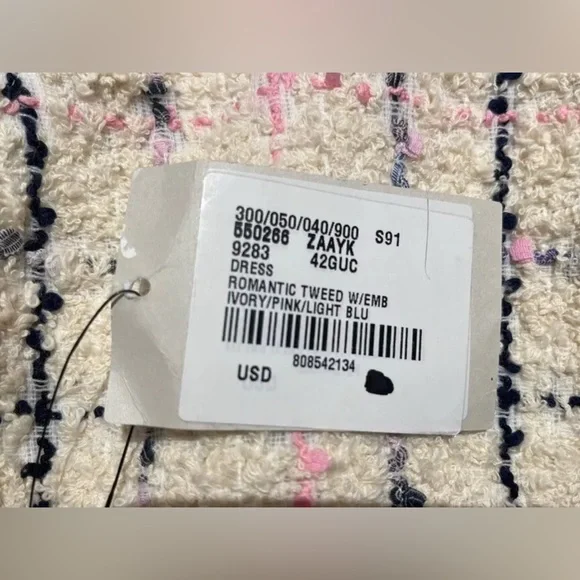 300/050/040/900 S91
550266 ZAAYK
9283 42GUC
DRESS
ROMANTIC TWEED W/EMB
IVORY/PINK/LIGHT BLU
808542134
USD